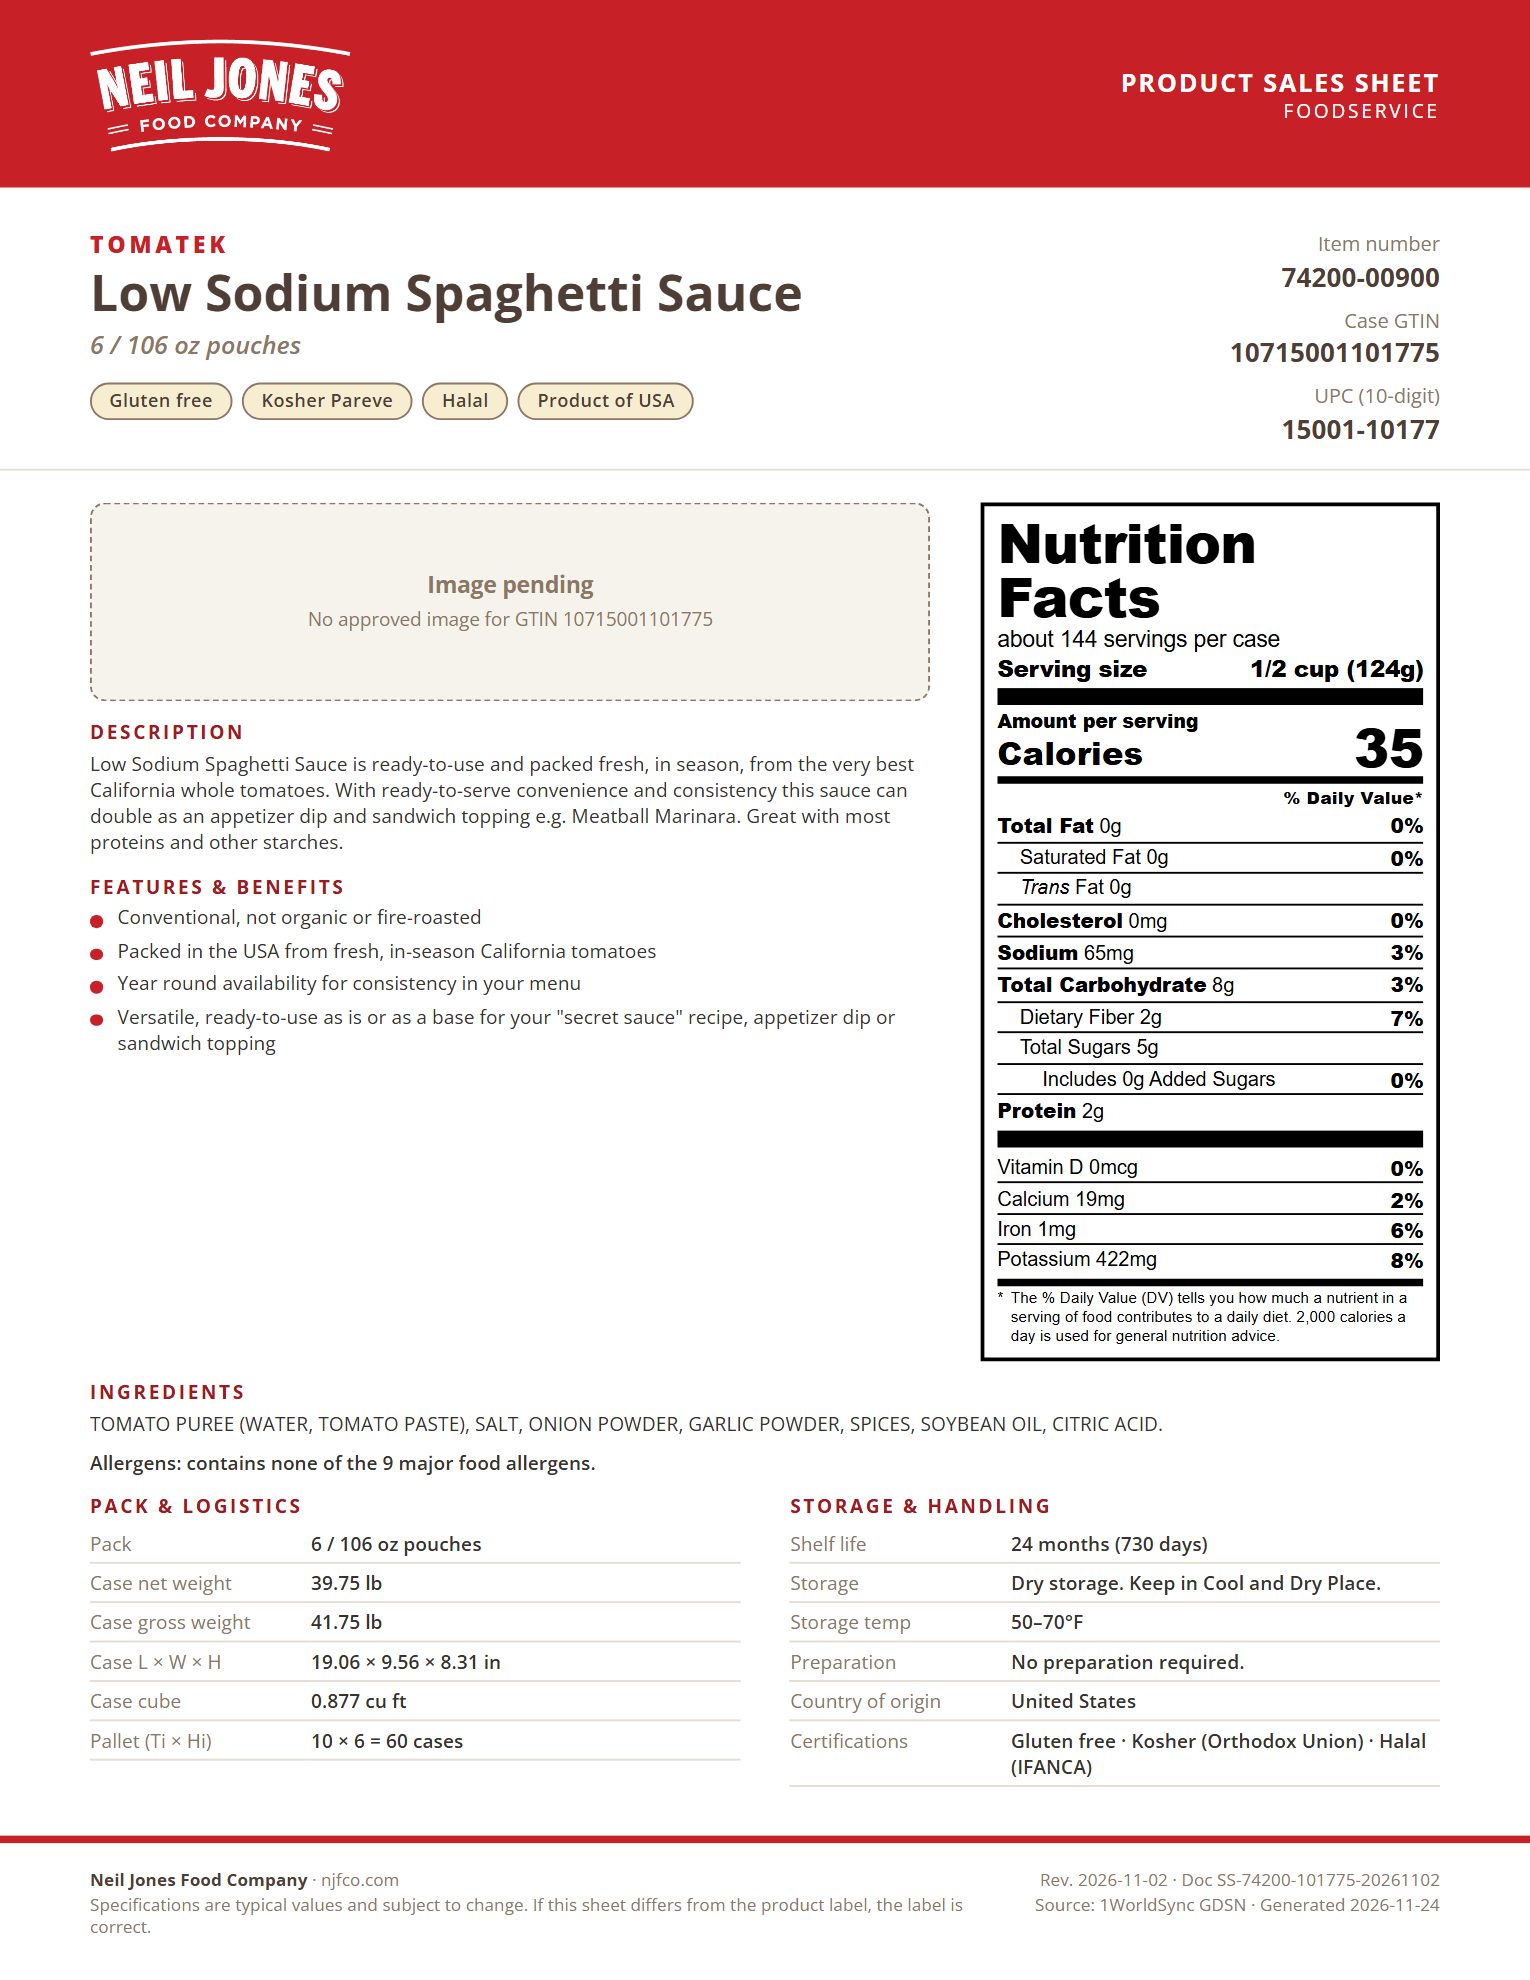 NEIL JONES
FOOD COMPANY
PRODUCT SALES SHEET
FOODSERVICE
TOMATEK
Low Sodium Spaghetti Sauce
6 / 106 oz pouches
Gluten free
Kosher Pareve
Halal
Product of USA
Item number
74200-00900
Case GTIN
10715001101775
UPC (10-digit)
15001-10177
Image pending
No approved image for GTIN 10715001101775
DESCRIPTION
Low Sodium Spaghetti Sauce is ready-to-use and packed fresh, in season, from the very best
California whole tomatoes. With ready-to-serve convenience and consistency this sauce can
double as an appetizer dip and sandwich topping e.g. Meatball Marinara. Great with most
proteins and other starches.
FEATURES & BENEFITS
Conventional, not organic or fire-roasted
Packed in the USA from fresh, in-season California tomatoes
Year round availability for consistency in your menu
Versatile, ready-to-use as is or as a base for your "secret sauce" recipe, appetizer dip or
sandwich topping
Nutrition
Facts
about 144 servings per case
Serving size 1/2 cup (124g)
Amount per serving
Calories 35
% Daily Value*
Total Fat 0g 0%
Saturated Fat 0g 0%
Trans Fat 0g
Cholesterol 0mg 0%
Sodium 65mg 3%
Total Carbohydrate 8g 3%
Dietary Fiber 2g 7%
Total Sugars 5g
Includes 0g Added Sugars 0%
Protein 2g
Vitamin D 0mcg 0%
Calcium 19mg 2%
Iron 1mg 6%
Potassium 422mg 8%
* The % Daily Value (DV) tells you how much a nutrient in a
serving of food contributes to a daily diet. 2,000 calories a
day is used for general nutrition advice.
INGREDIENTS
TOMATO PUREE (WATER, TOMATO PASTE), SALT, ONION POWDER, GARLIC POWDER, SPICES, SOYBEAN OIL, CITRIC ACID.
Allergens: contains none of the 9 major food allergens.
PACK & LOGISTICS
Pack 6 / 106 oz pouches
Case net weight 39.75 lb
Case gross weight 41.75 lb
Case L × W × H 19.06 × 9.56 × 8.31 in
Case cube 0.877 cu ft
Pallet (Ti × Hi) 10 × 6 = 60 cases
STORAGE & HANDLING
Shelf life 24 months (730 days)
Storage Dry storage. Keep in Cool and Dry Place.
Storage temp 50–70°F
Preparation No preparation required.
Country of origin United States
Certifications Gluten free · Kosher (Orthodox Union) · Halal
(IFANCA)
Neil Jones Food Company · njfco.com
Specifications are typical values and subject to change. If this sheet differs from the product label, the label is
correct.
Rev. 2026-11-02 · Doc SS-74200-101775-20261102
Source: 1WorldSync GDSN · Generated 2026-11-24